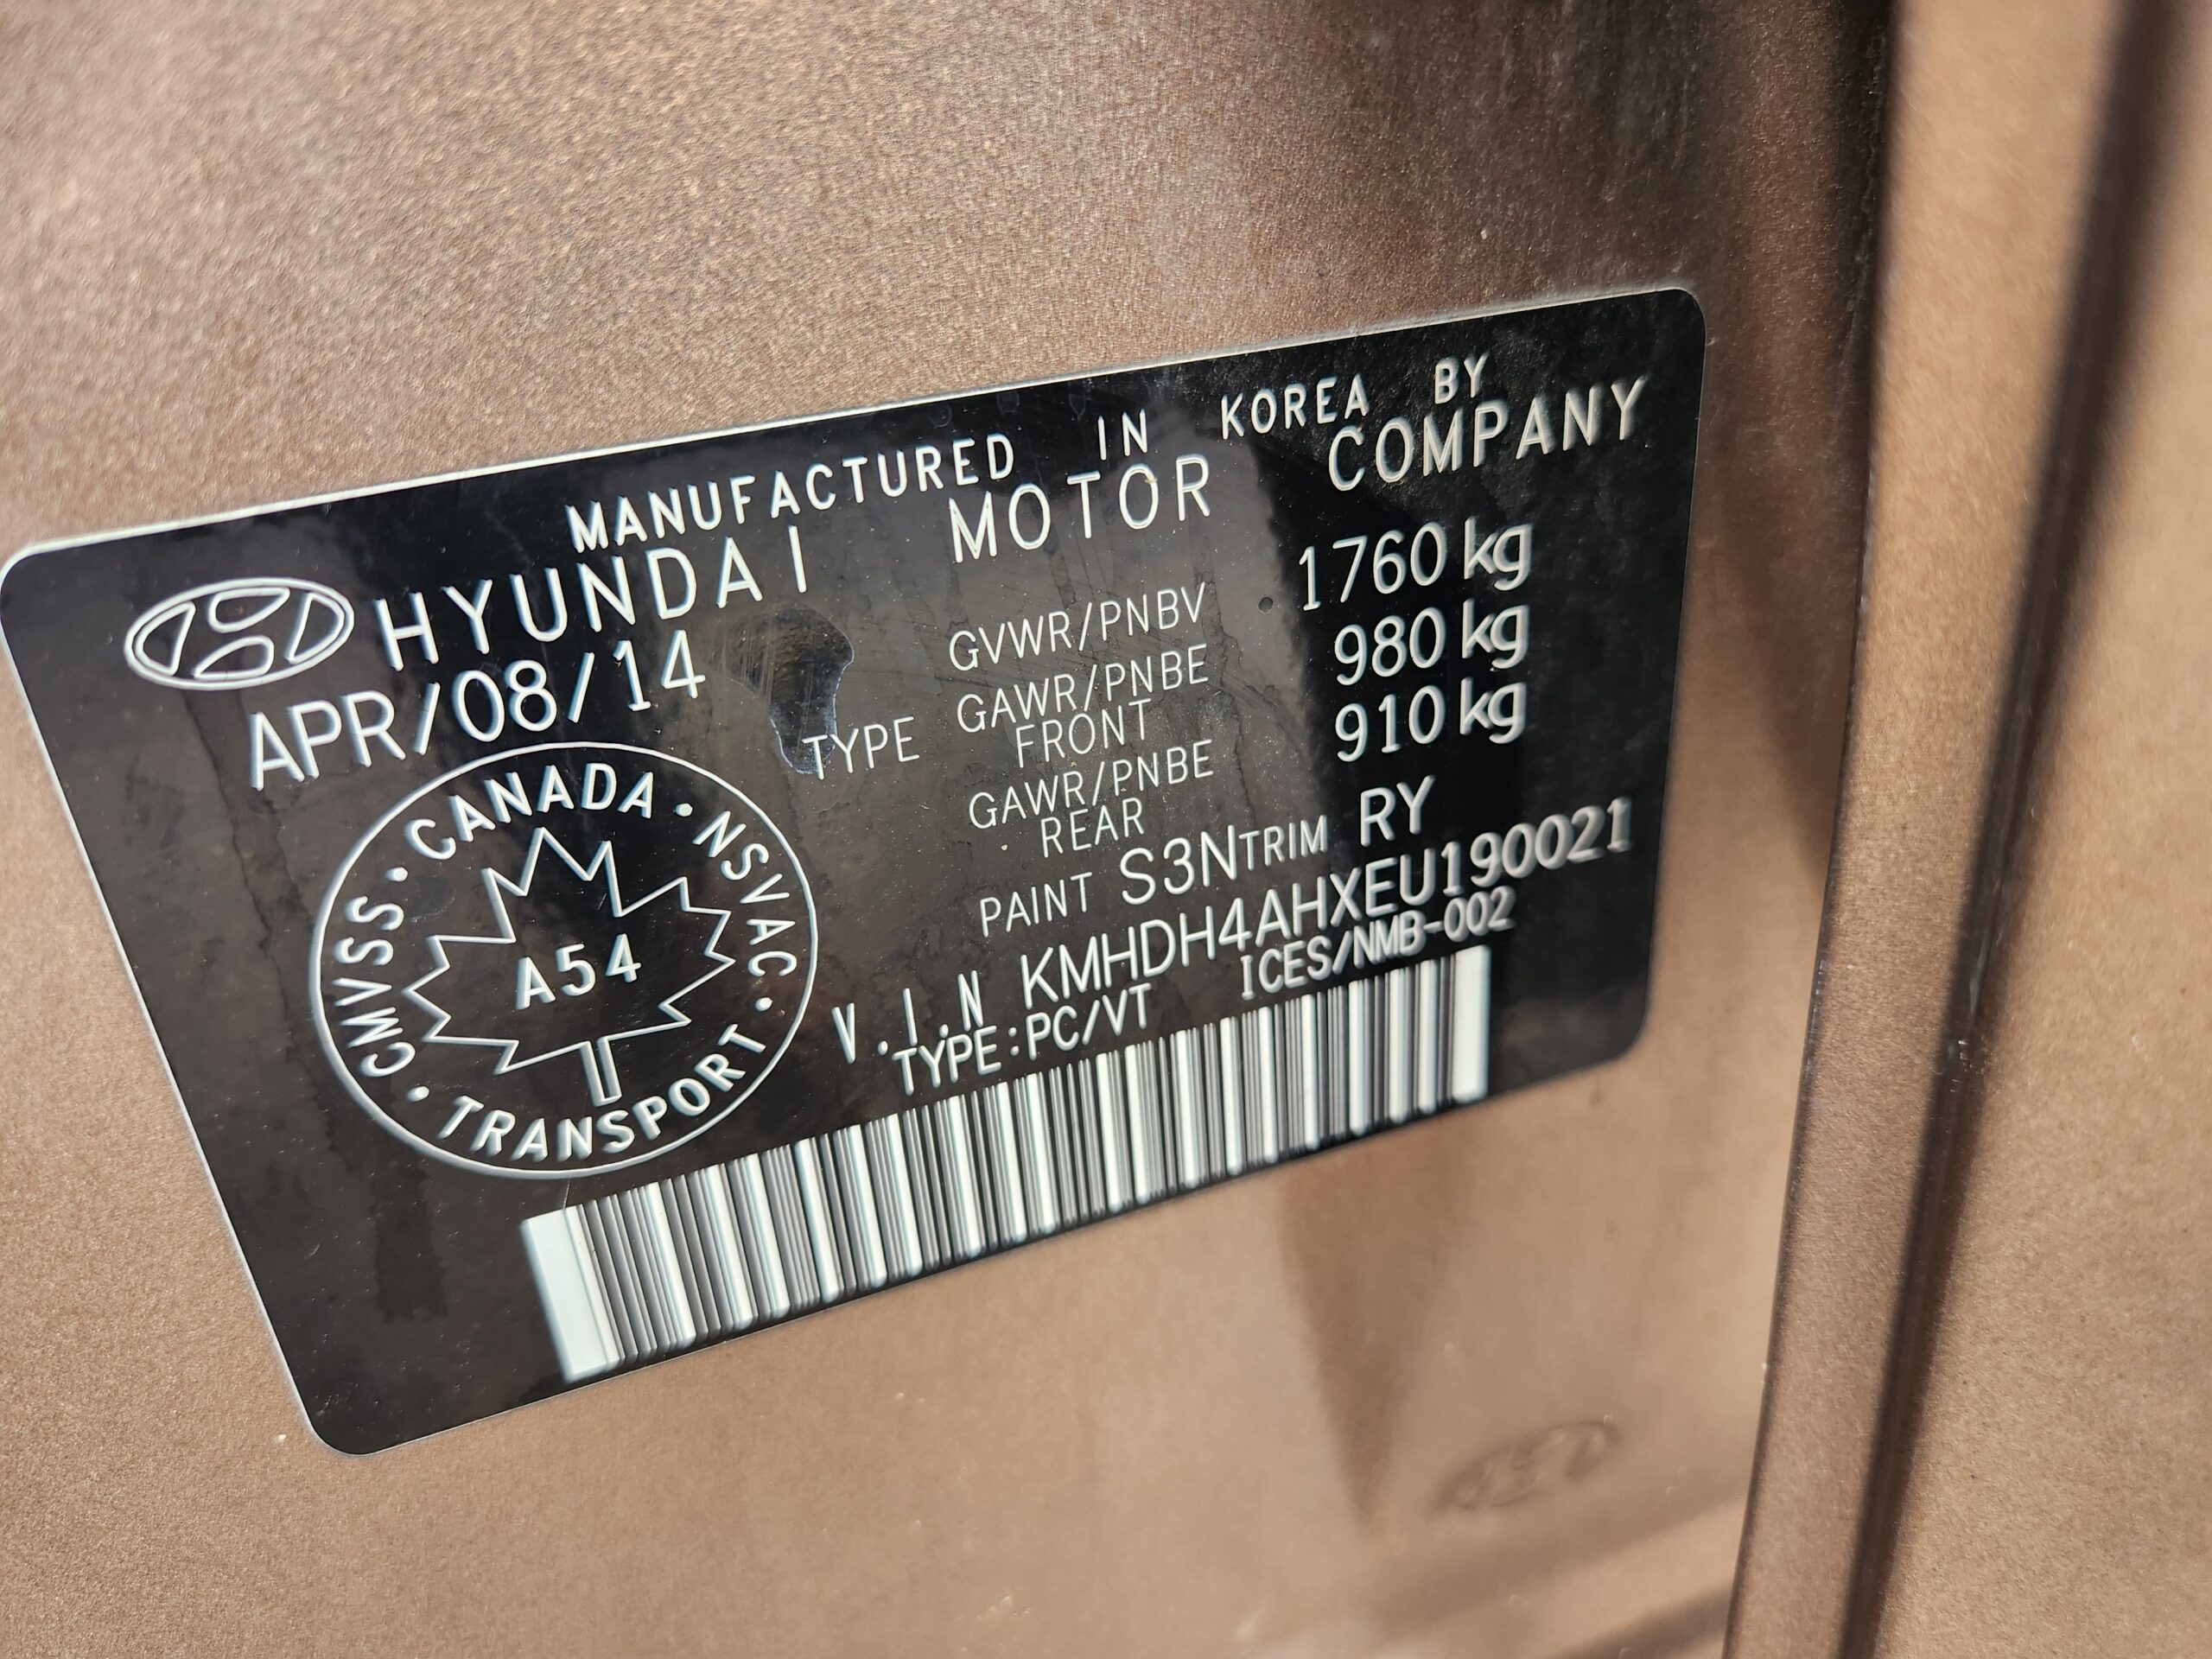 MANUFACTURED IN KOREA BY
HYUNDAI MOTOR COMPANY
APR/08/14
GVWR/PNBV 1760 kg
TYPE GAWR/PNBE FRONT 980 kg
GAWR/PNBE REAR 910 kg
PAINT S3N TRIM RY
V.I.N KMHDH4AHXEU190021
TYPE:PC/VT ICES/NMB-002
CMVSS · CANADA · NSVAC · TRANSPORT ·
A54